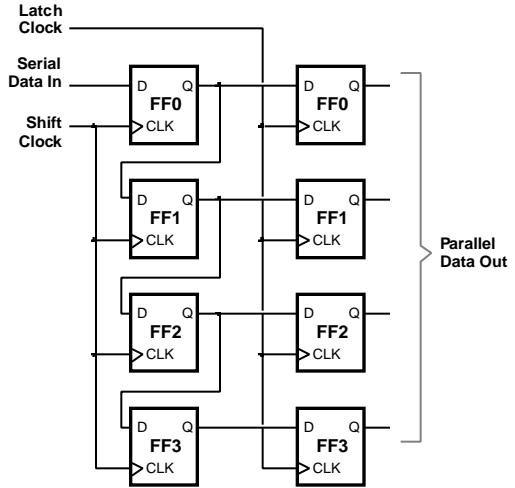 Latch
Clock
Serial
Data In
Shift
Clock
D Q
FF0
CLK
D Q
FF0
CLK
D Q
FF1
CLK
D Q
FF1
CLK
Parallel
Data Out
D Q
FF2
CLK
D Q
FF2
CLK
D Q
FF3
CLK
D Q
FF3
CLK